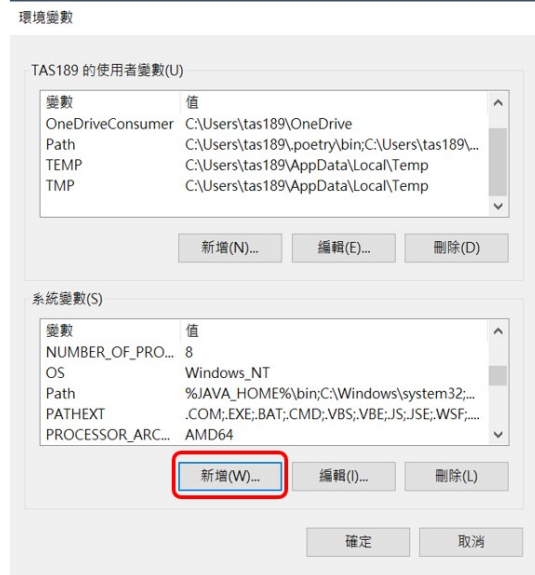 環境變數
TAS189 的使用者變數(U)
變數 值
OneDriveConsumer C:\Users\tas189\OneDrive
Path C:\Users\tas189\.poetry\bin;C:\Users\tas189\...
TEMP C:\Users\tas189\AppData\Local\Temp
TMP C:\Users\tas189\AppData\Local\Temp
新增(N)... 編輯(E)... 刪除(D)
系統變數(S)
變數 值
NUMBER_OF_PRO... 8
OS Windows_NT
Path %JAVA_HOME%\bin;C:\Windows\system32;...
PATHEXT .COM;.EXE;.BAT;.CMD;.VBS;.VBE;.JS;.JSE;.WSF;....
PROCESSOR_ARC... AMD64
新增(W)... 編輯(I)... 刪除(L)
確定 取消